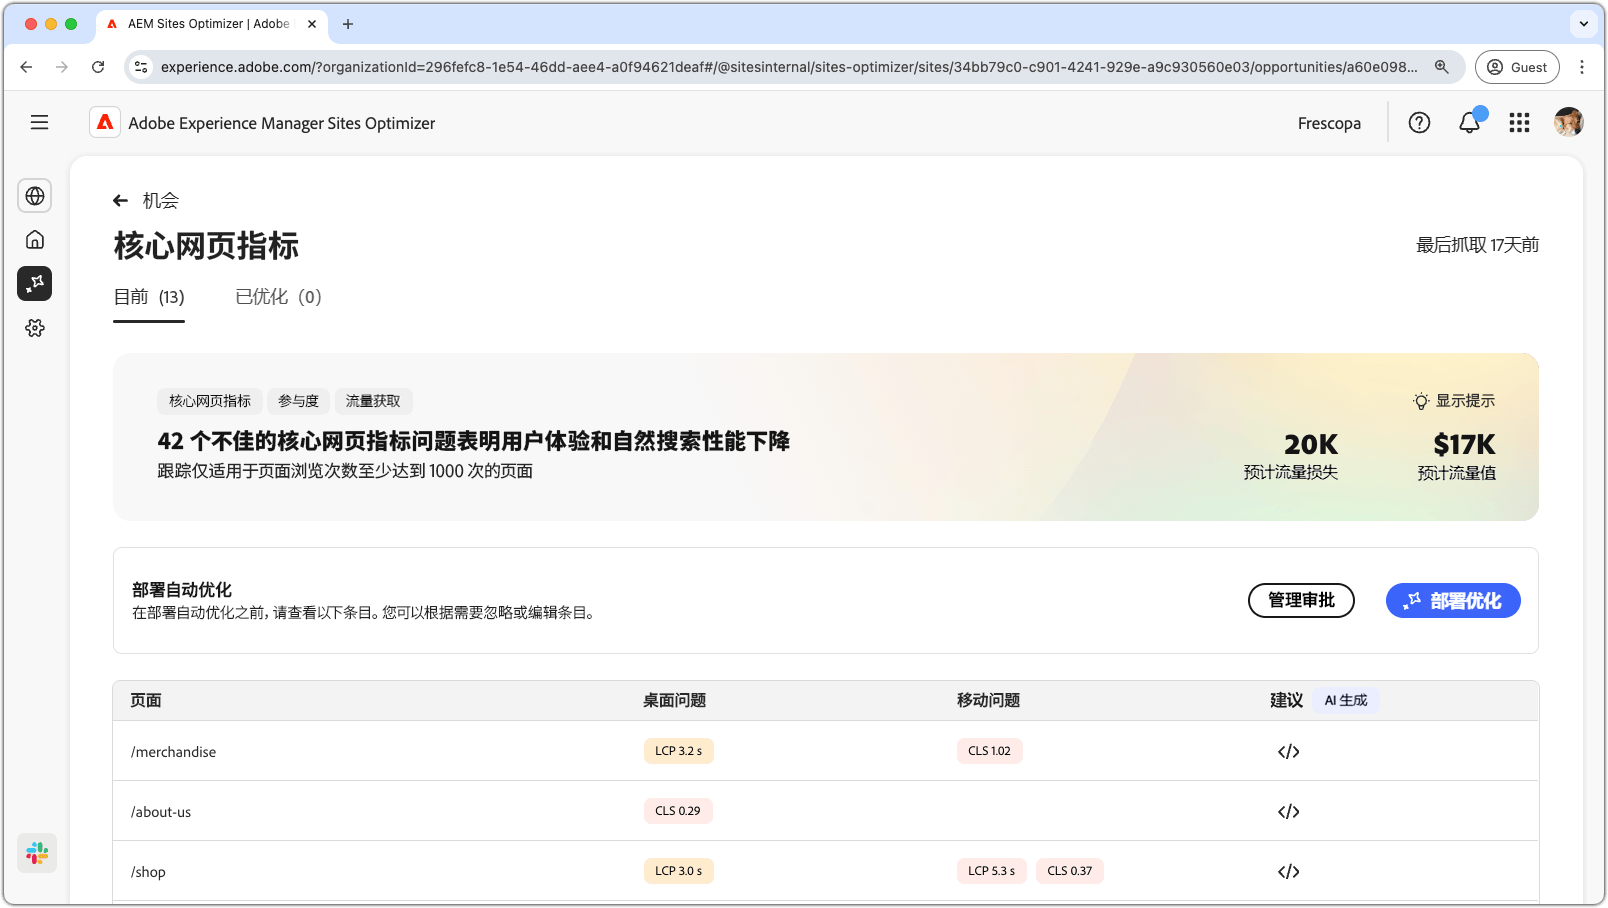 AEM Sites Optimizer | Adobe
experience.adobe.com/?organizationId=296fefc8-1e54-46dd-aee4-a0f94621deaf#/@sitesinternal/sites-optimizer/sites/34bb79c0-c901-4241-929e-a9c930560e03/opportunities/a60e098...
Guest
Adobe Experience Manager Sites Optimizer
Frescopa
机会
核心网页指标
最后抓取 17天前
目前 (13)
已优化 (0)
核心网页指标 参与度 流量获取
显示提示
42 个不佳的核心网页指标问题表明用户体验和自然搜索性能下降
20K
$17K
跟踪仅适用于页面浏览次数至少达到 1000 次的页面
预计流量损失
预计流量值
部署自动优化
在部署自动优化之前，请查看以下条目。您可以根据需要忽略或编辑条目。
管理审批
部署优化
页面 桌面问题 移动问题 建议 AI 生成
/merchandise LCP 3.2 s CLS 1.02 </>
/about-us CLS 0.29 </>
/shop LCP 3.0 s LCP 5.3 s CLS 0.37 </>